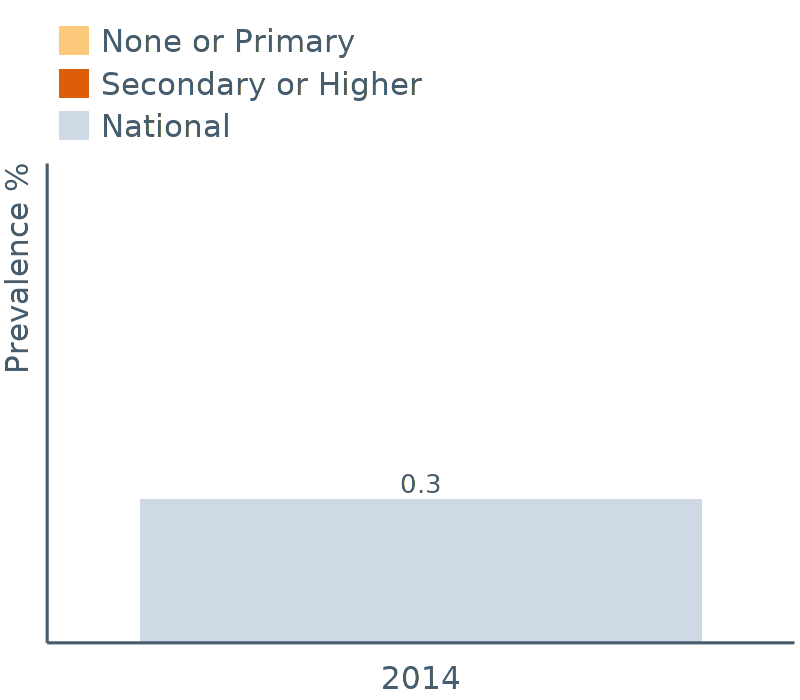 None or Primary
Secondary or Higher
National
Prevalence %
0.3
2014